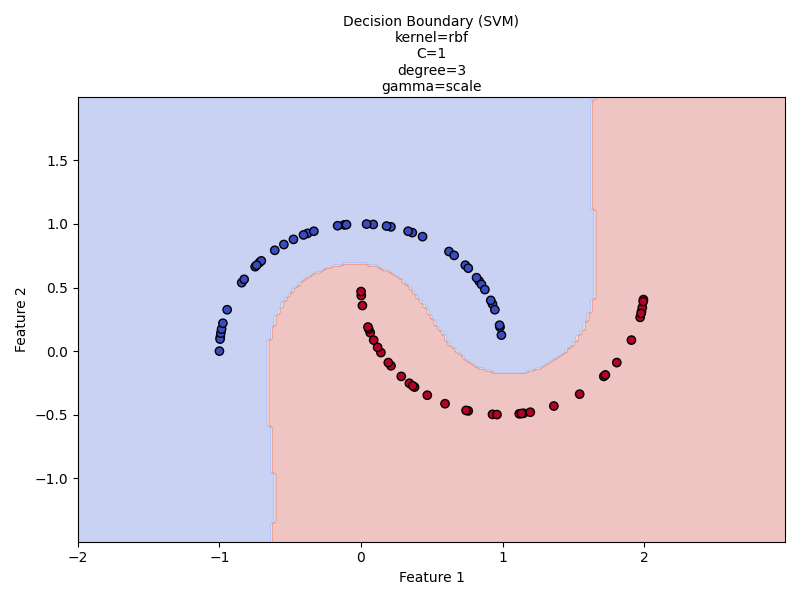 Decision Boundary (SVM)
kernel=rbf
C=1
degree=3
gamma=scale
Feature 2
1.5
1.0
0.5
0.0
−0.5
−1.0
−2
−1
0
1
2
Feature 1